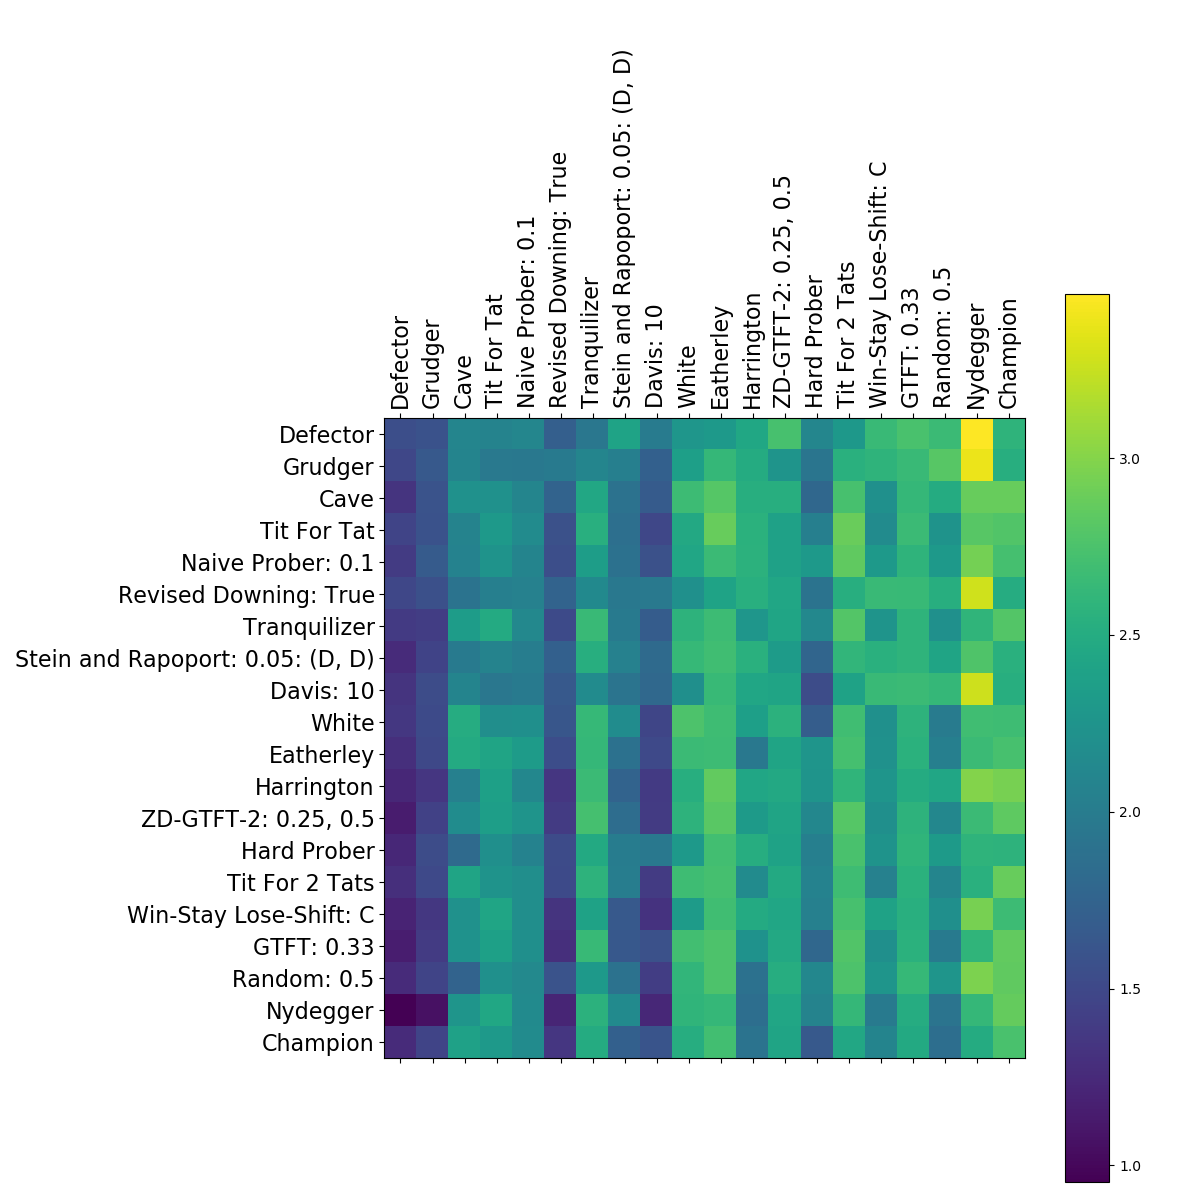 Defector
Grudger
Cave
Tit For Tat
Naive Prober: 0.1
Revised Downing: True
Tranquilizer
Stein and Rapoport: 0.05: (D, D)
Davis: 10
White
Eatherley
Harrington
ZD-GTFT-2: 0.25, 0.5
Hard Prober
Tit For 2 Tats
Win-Stay Lose-Shift: C
GTFT: 0.33
Random: 0.5
Nydegger
Champion
Defector
Grudger
Cave
Tit For Tat
Naive Prober: 0.1
Revised Downing: True
Tranquilizer
Stein and Rapoport: 0.05: (D, D)
Davis: 10
White
Eatherley
Harrington
ZD-GTFT-2: 0.25, 0.5
Hard Prober
Tit For 2 Tats
Win-Stay Lose-Shift: C
GTFT: 0.33
Random: 0.5
Nydegger
Champion
3.0
2.5
2.0
1.5
1.0